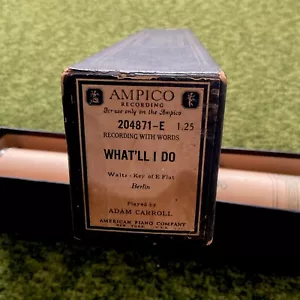 AMPICO
RECORDING
For use only on the Ampico
204871-E 1.25
RECORDING WITH WORDS
WHAT'LL I DO
Waltz - Key of E Flat
Berlin
Played by
ADAM CARROLL
AMERICAN PIANO COMPANY
NEW YORK U.S.A.